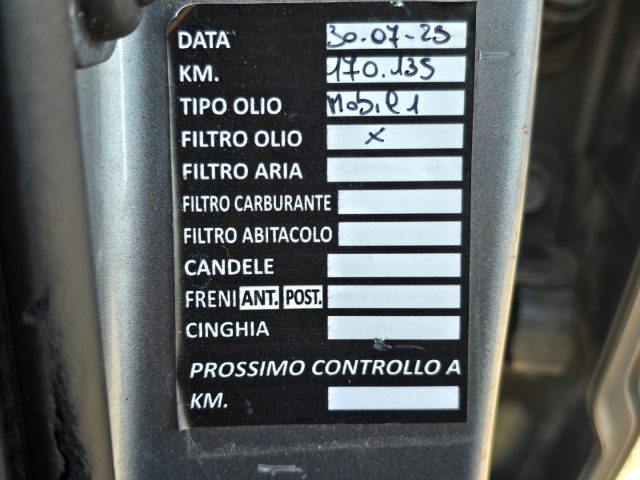 DATA 30.07-25
KM. 170.135
TIPO OLIO Mobil 1
FILTRO OLIO x
FILTRO ARIA
FILTRO CARBURANTE
FILTRO ABITACOLO
CANDELE
FRENI ANT. POST.
CINGHIA
PROSSIMO CONTROLLO A
KM.